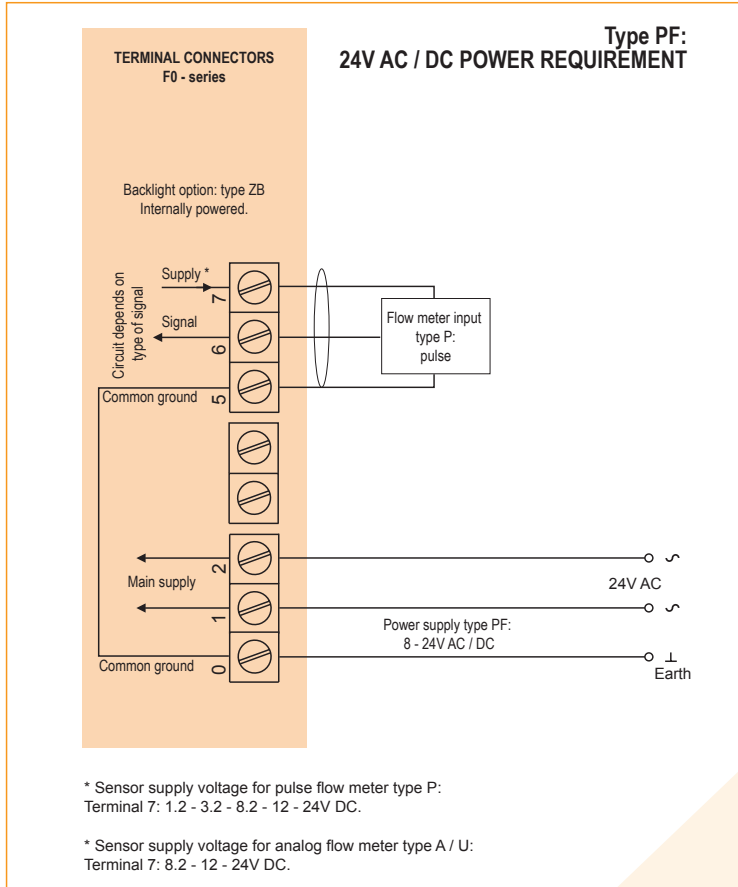 Type PF:
24V AC / DC POWER REQUIREMENT
TERMINAL CONNECTORS
F0 - series
Backlight option: type ZB
Internally powered.
Circuit depends on
type of signal
Supply *
7
Signal
6
Common ground
5
Flow meter input
type P:
pulse
2
Main supply
1
24V AC
Power supply type PF:
8 - 24V AC / DC
Common ground
0
Earth
* Sensor supply voltage for pulse flow meter type P:
Terminal 7: 1.2 - 3.2 - 8.2 - 12 - 24V DC.
* Sensor supply voltage for analog flow meter type A / U:
Terminal 7: 8.2 - 12 - 24V DC.